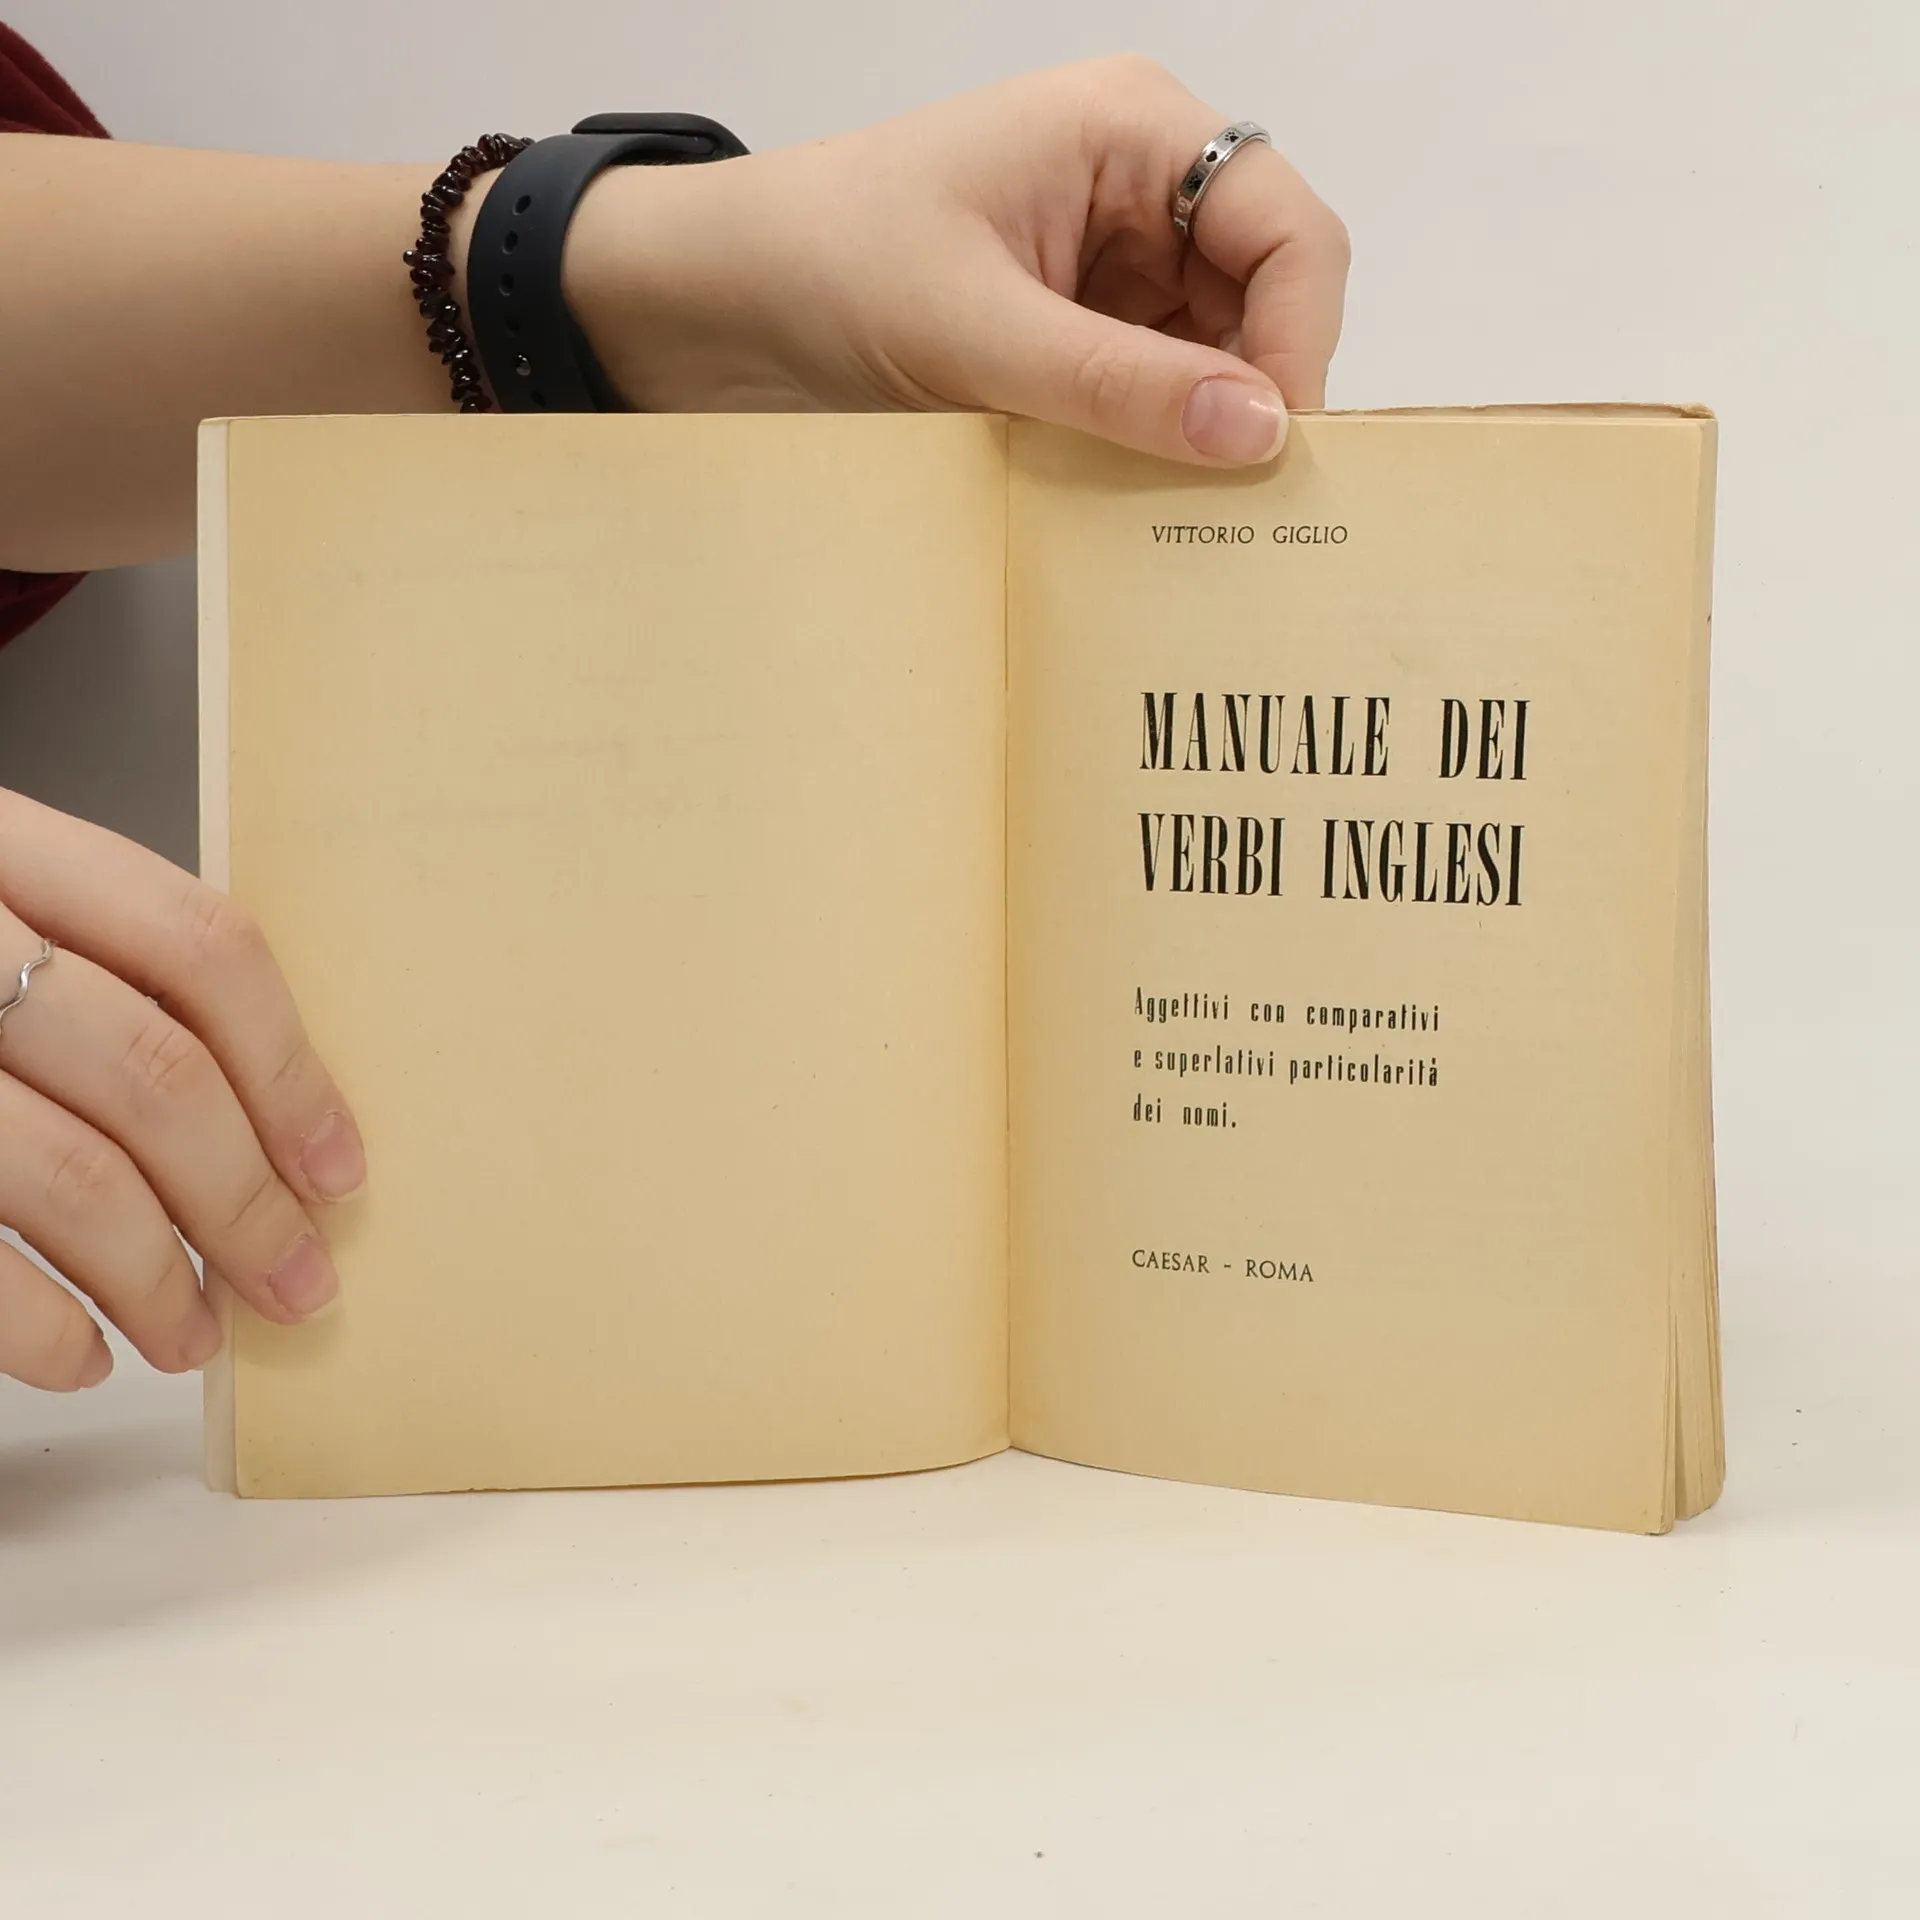 VITTORIO GIGLIO
MANUALE DEI
VERBI INGLESI
Aggettivi con comparativi
e superlativi particolarità
dei nomi.
CAESAR - ROMA